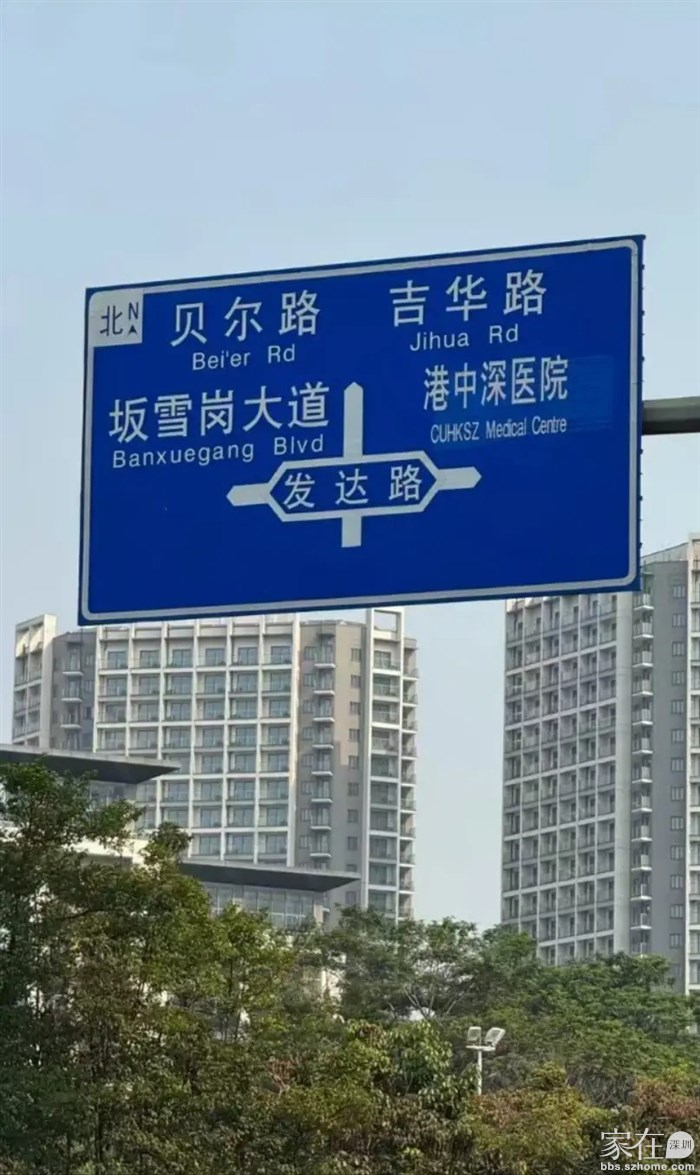 北 N
贝尔路
Bei'er Rd
吉华路
Jihua Rd
坂雪岗大道
Banxuegang Blvd
港中深医院
CUHKSZ Medical Centre
发达路
家在深圳
bbs.szhome.com